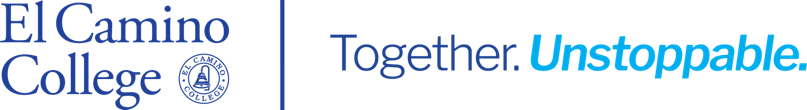 El Camino
College
EL CAMINO
COLLEGE
Together. Unstoppable.